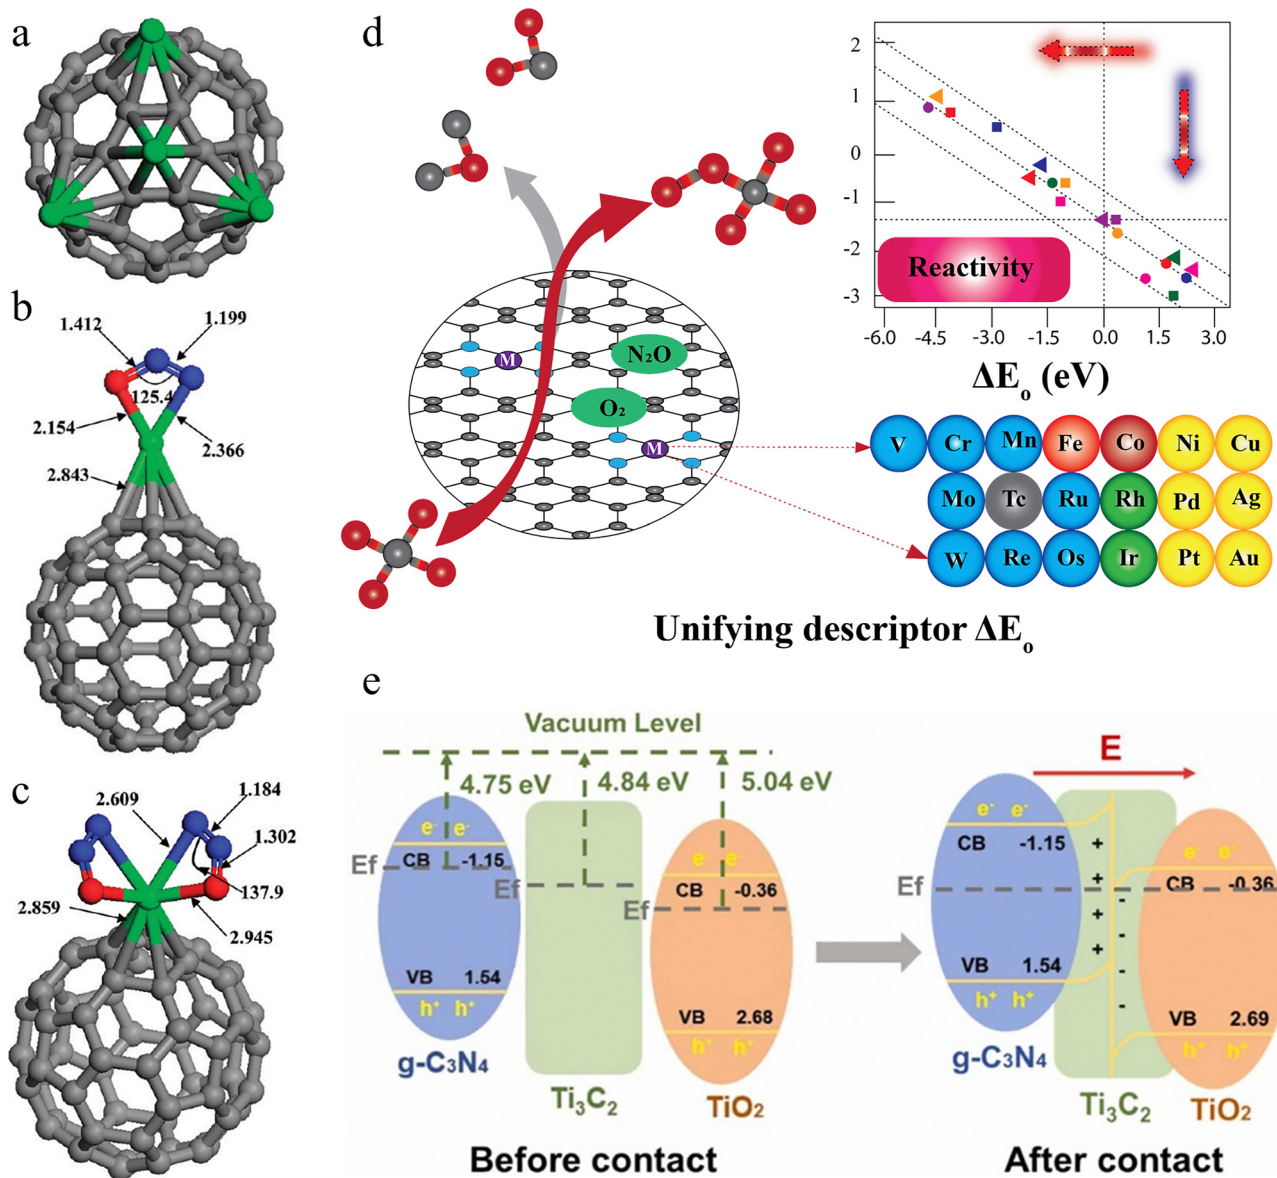 a
b
1.412
1.199
125.4
2.154
2.366
2.843
c
2.609
1.184
1.302
137.9
2.859
2.945
d
M
N₂O
O₂
M
2
1
0
-1
-2
-3
Reactivity
-6.0
-4.5
-3.0
-1.5
0.0
1.5
3.0
ΔEₒ (eV)
V Cr Mn Fe Co Ni Cu
Mo Tc Ru Rh Pd Ag
W Re Os Ir Pt Au
Unifying descriptor ΔEₒ
e
Vacuum Level
4.75 eV
4.84 eV
5.04 eV
e⁻ e⁻
CB -1.15
Ef
VB 1.54
h⁺ h⁺
g-C₃N₄
Ef
Ti₃C₂
e⁻ e⁻
CB -0.36
Ef
VB 2.68
h⁺ h⁺
TiO₂
Before contact
E
e⁻ e⁻
CB -1.15
Ef
VB 1.54
h⁺ h⁺
g-C₃N₄
+
+
+
+
-
-
-
-
Ti₃C₂
e⁻ e⁻
CB -0.36
VB 2.69
h⁺ h⁺
TiO₂
After contact